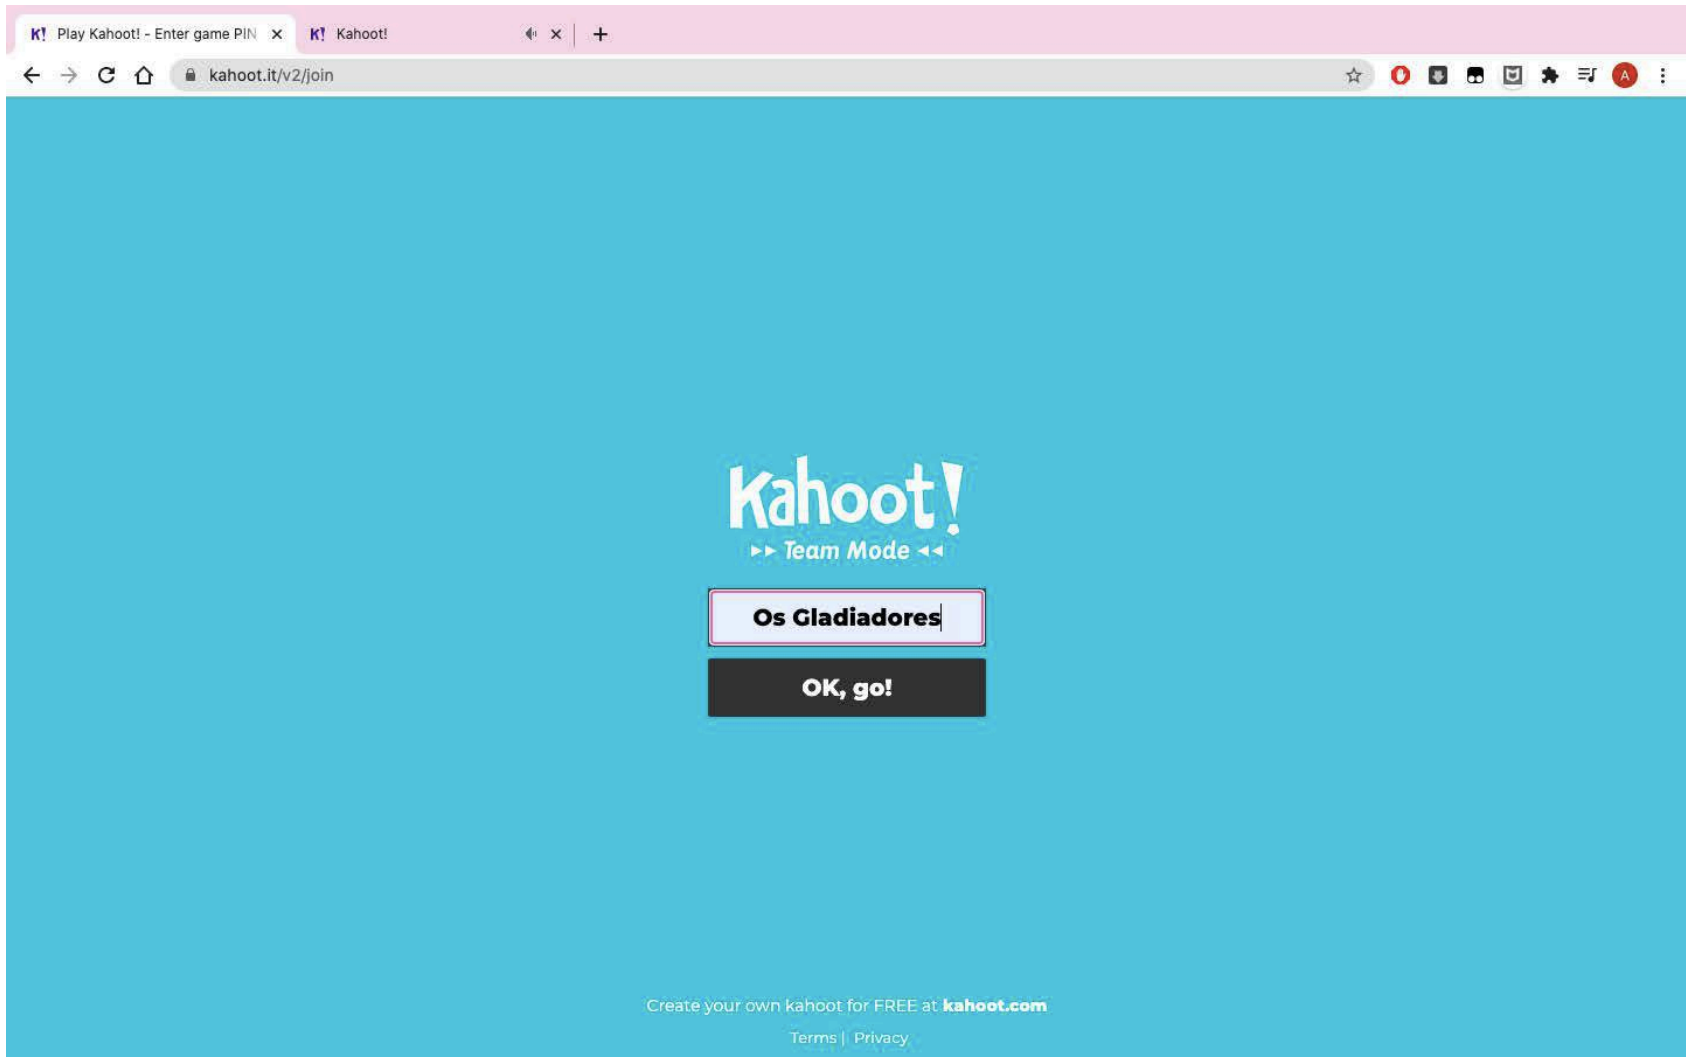 K! Play Kahoot! - Enter game PIN
K! Kahoot!
kahoot.it/v2/join
A
Kahoot!
Team Mode
Os Gladiadores
OK, go!
Create your own kahoot for FREE at kahoot.com
Terms | Privacy